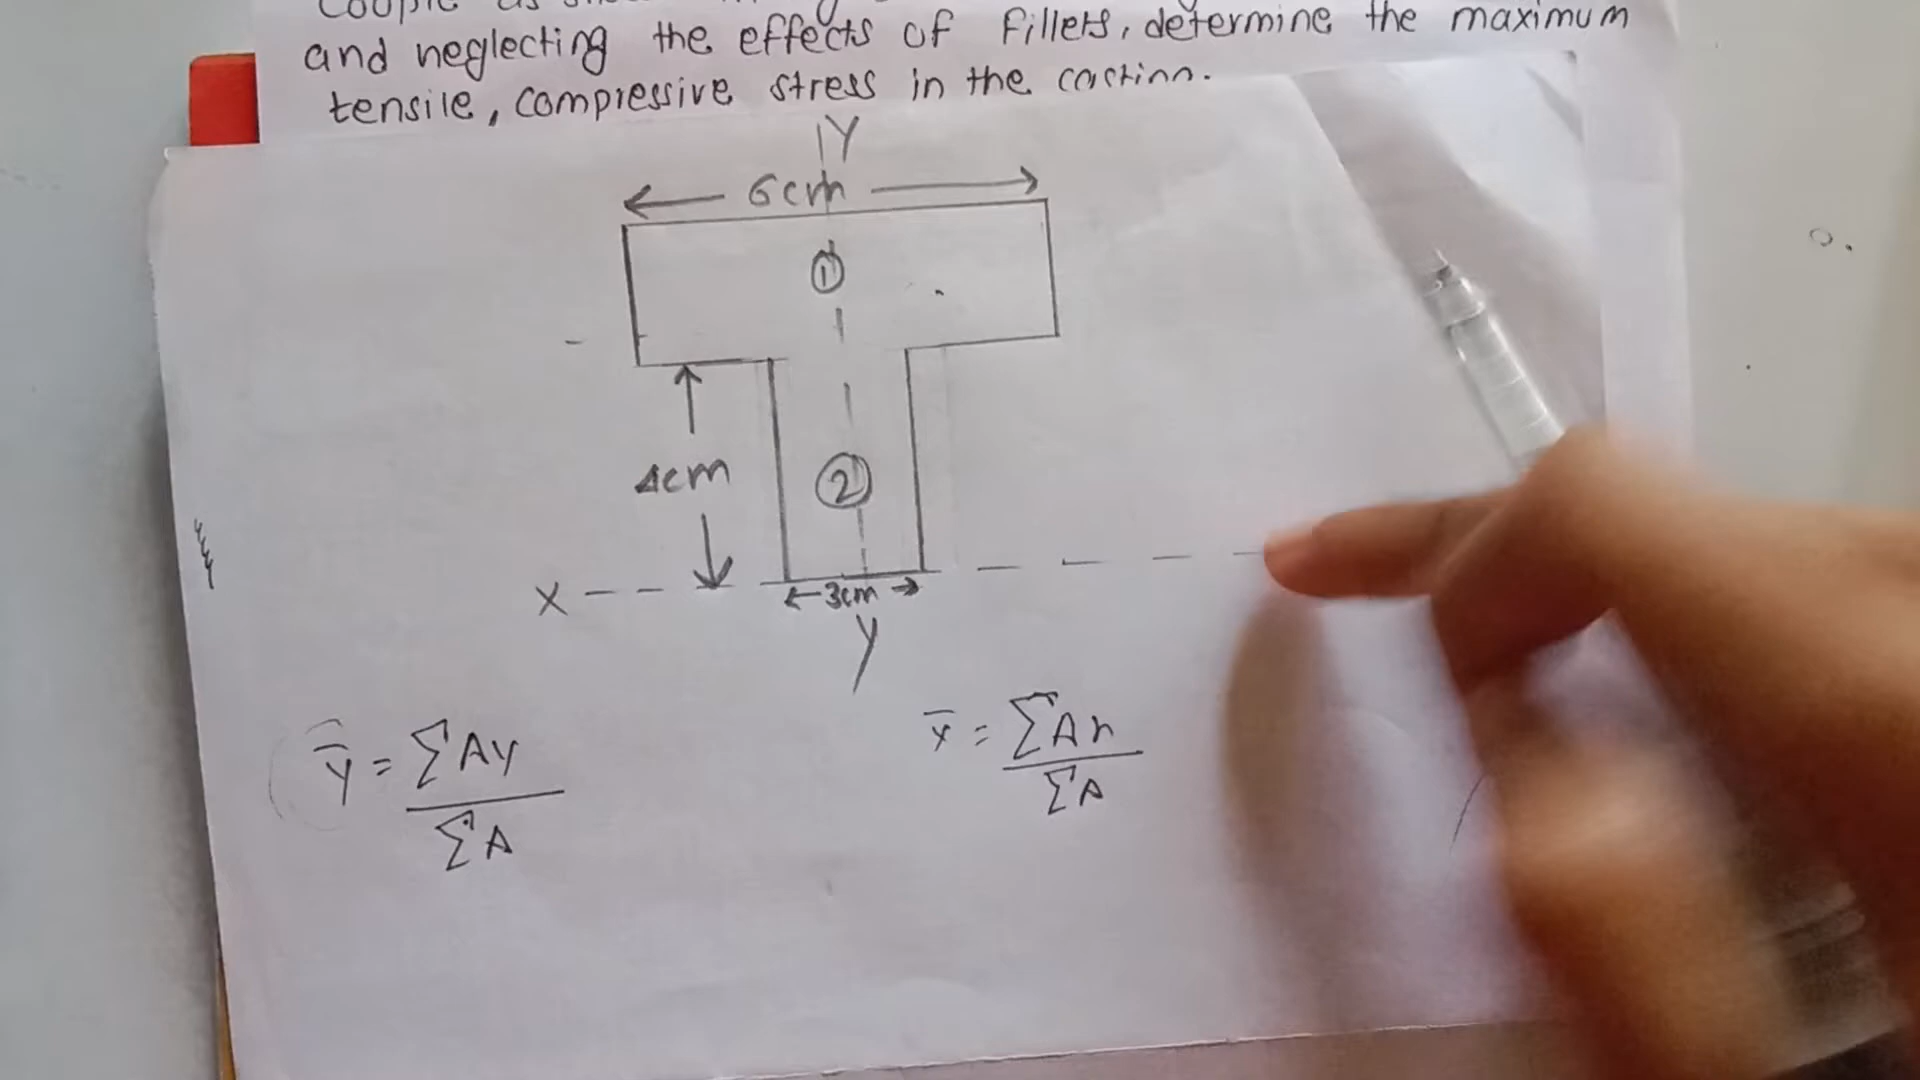 and neglecting the effects of fillets, determine the maximum
tensile, compressive stress in the
Y
6cm
1
4cm
2
X
3cm
y
ȳ = ΣAy / ΣA
x̄ = ΣAx / ΣA